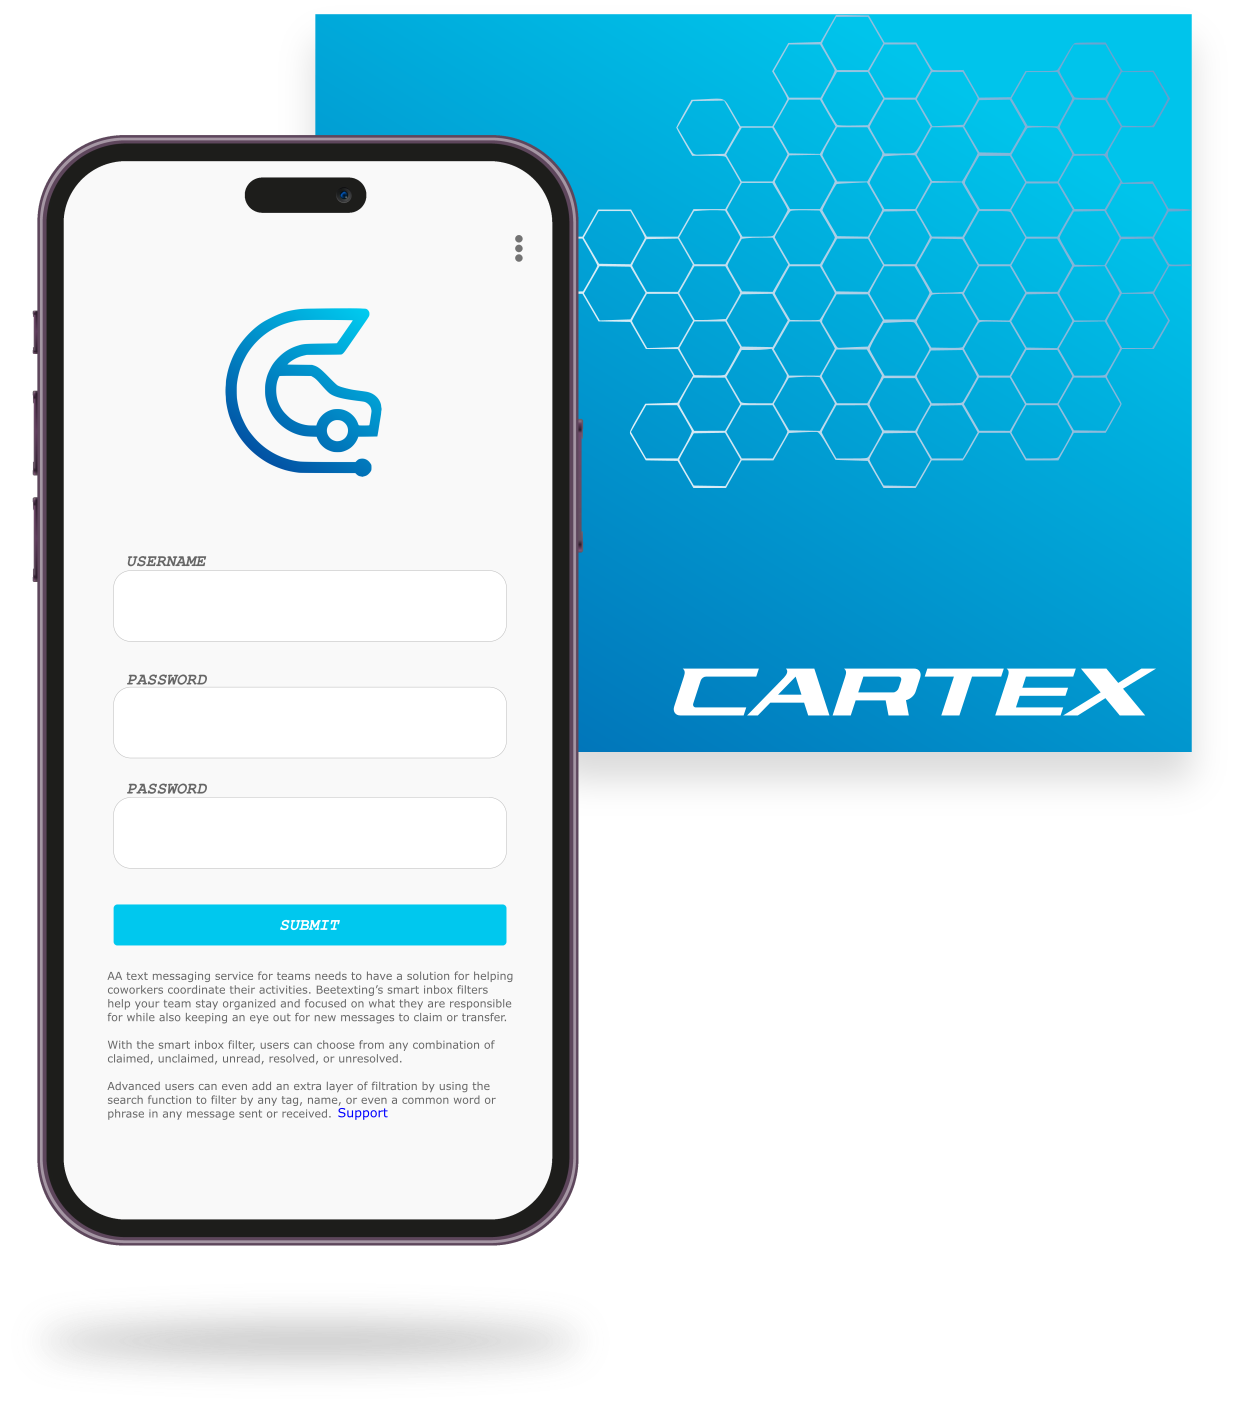 CARTEX
USERNAME
PASSWORD
PASSWORD
SUBMIT
AA text messaging service for teams needs to have a solution for helping
coworkers coordinate their activities. Beetexting’s smart inbox filters
help your team stay organized and focused on what they are responsible
for while also keeping an eye out for new messages to claim or transfer.
With the smart inbox filter, users can choose from any combination of
claimed, unclaimed, unread, resolved, or unresolved.
Advanced users can even add an extra layer of filtration by using the
search function to filter by any tag, name, or even a common word or
phrase in any message sent or received. Support